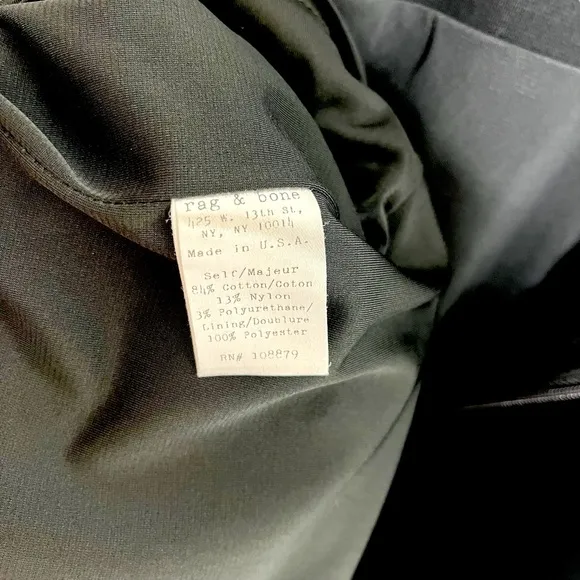 rag & bone
425 W. 13th St,
NY, NY 10014
Made in U.S.A.
Self/Majeur
84% Cotton/Coton
13% Nylon
3% Polyurethane/
Lining/Doublure
100% Polyester
RN# 108879